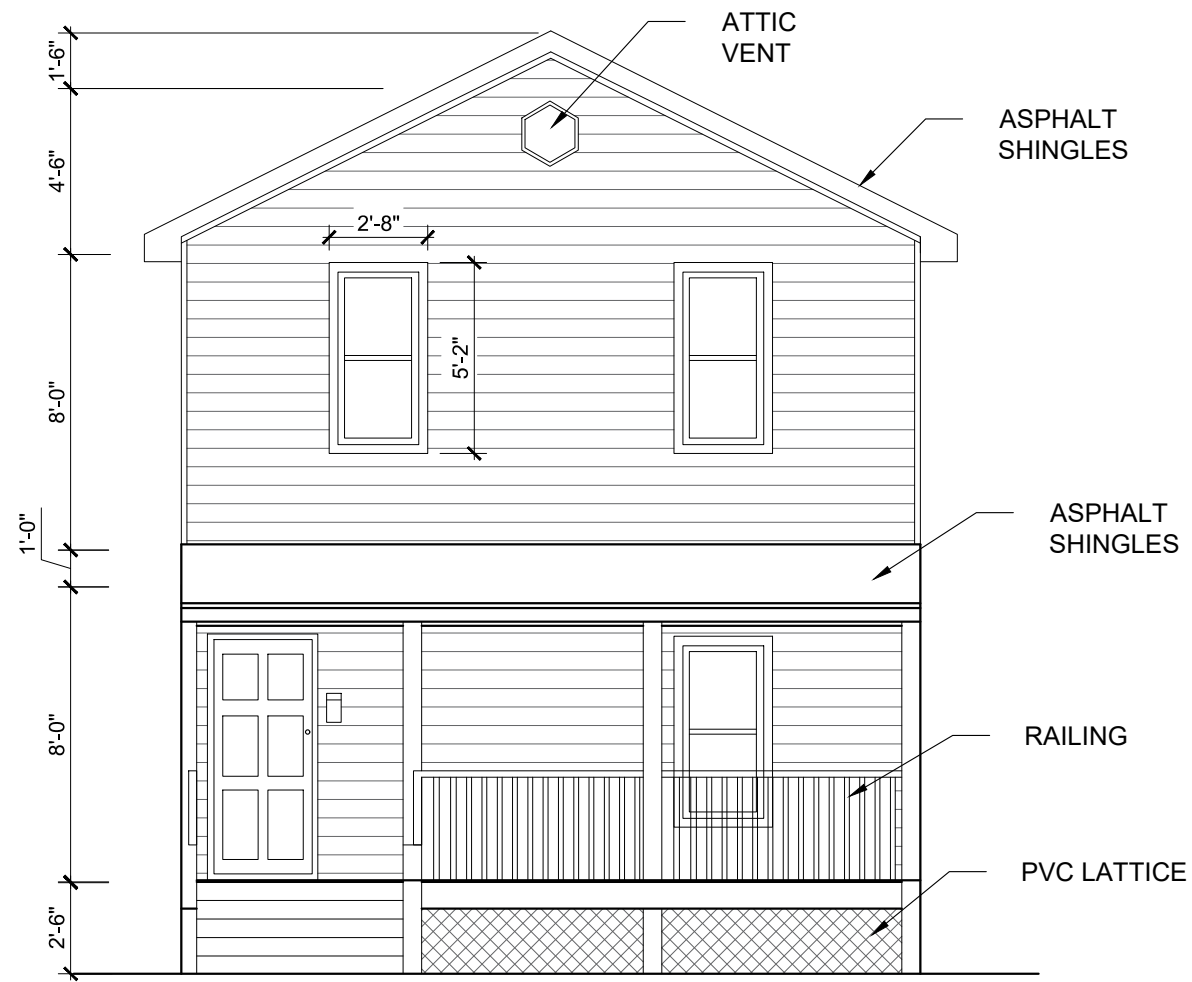 ATTIC
VENT
1'-6"
ASPHALT
SHINGLES
4'-6"
2'-8"
5'-2"
8'-0"
ASPHALT
SHINGLES
1'-0"
8'-0"
RAILING
PVC LATTICE
2'-6"